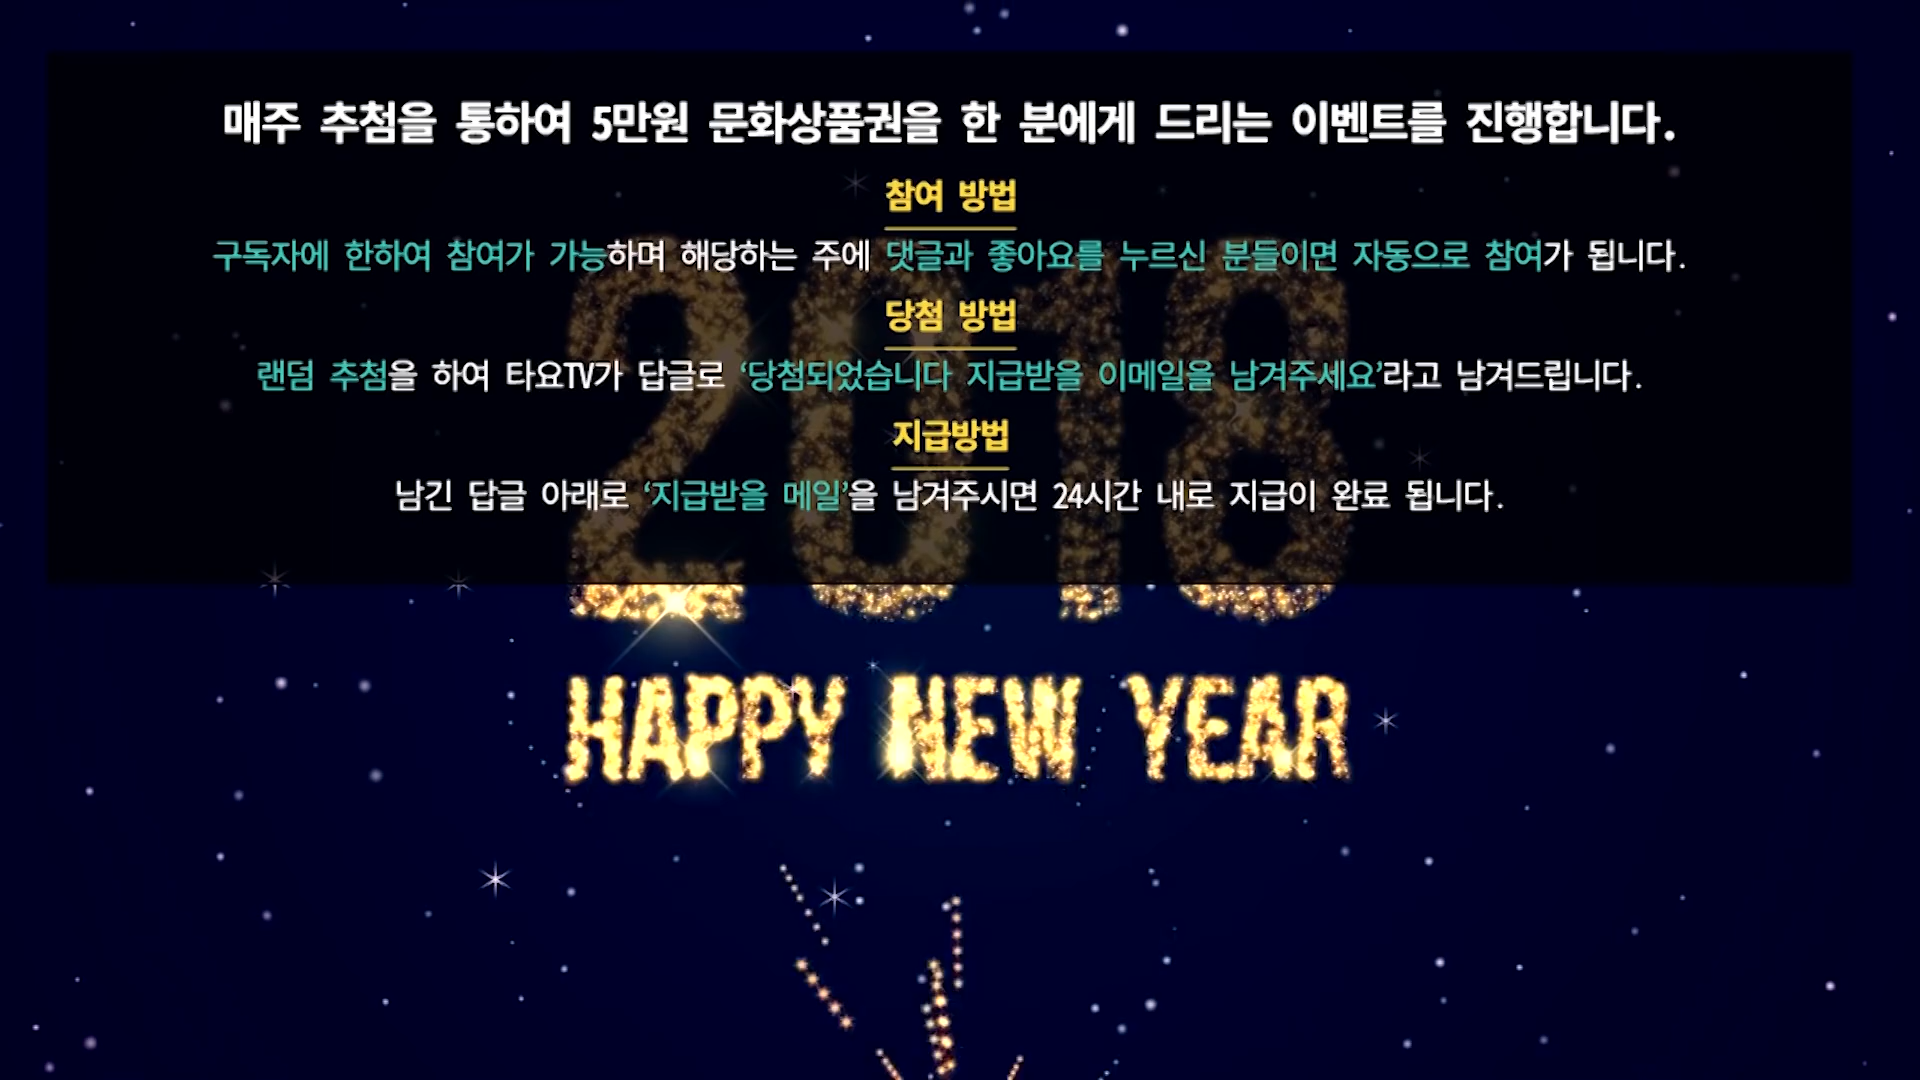 매주 추첨을 통하여 5만원 문화상품권을 한 분에게 드리는 이벤트를 진행합니다.
참여 방법
구독자에 한하여 참여가 가능하며 해당하는 주에 댓글과 좋아요를 누르신 분들이면 자동으로 참여가 됩니다.
당첨 방법
랜덤 추첨을 하여 타요TV가 답글로 ‘당첨되었습니다 지급받을 이메일을 남겨주세요’라고 남겨드립니다.
지급방법
남긴 답글 아래로 ‘지급받을 메일’을 남겨주시면 24시간 내로 지급이 완료 됩니다.
2018
HAPPY NEW YEAR